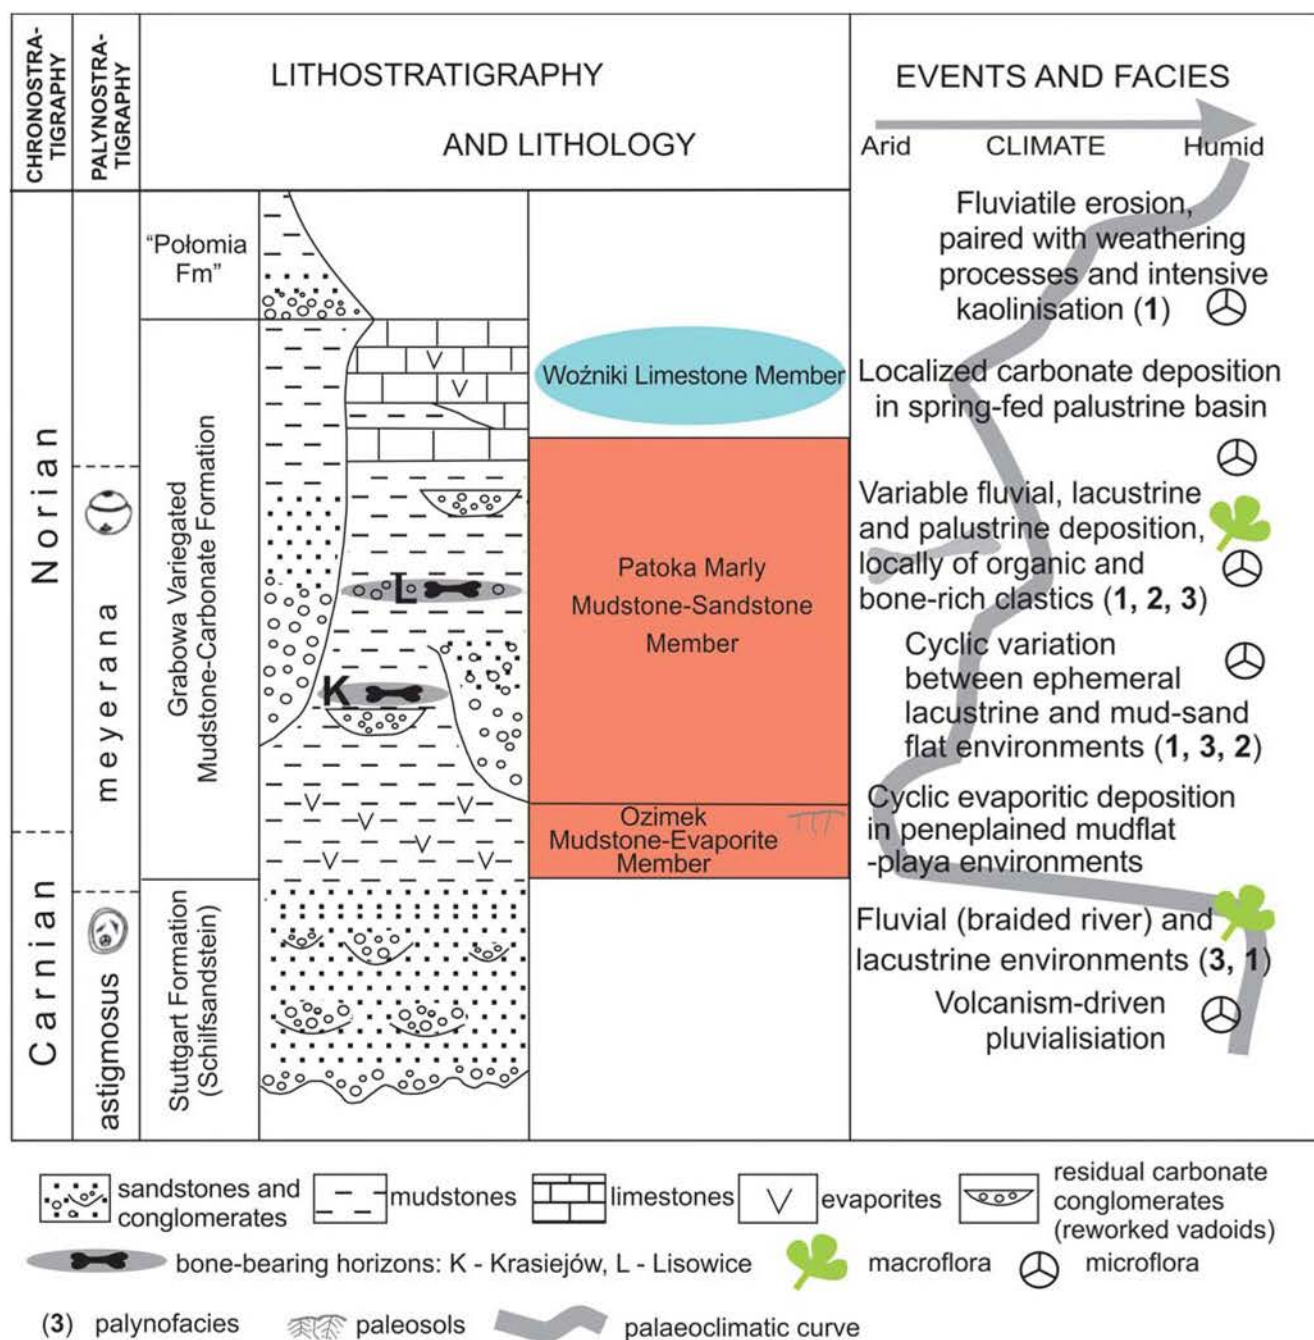 CHRONOSTRA-
TIGRAPHY
PALYNOSTRA-
TIGRAPHY
LITHOSTRATIGRAPHY
AND LITHOLOGY
EVENTS AND FACIES
Arid
CLIMATE
Humid
Norian
Carnian
meyerana
astigmosus
"Połomia
Fm"
Grabowa Variegated
Mudstone-Carbonate Formation
Stuttgart Formation
(Schilfsandstein)
L
K
Woźniki Limestone Member
Patoka Marly
Mudstone-Sandstone
Member
Ozimek
Mudstone-Evaporite
Member
Fluviatile erosion,
paired with weathering
processes and intensive
kaolinisation (1)
Localized carbonate deposition
in spring-fed palustrine basin
Variable fluvial, lacustrine
and palustrine deposition,
locally of organic and
bone-rich clastics (1, 2, 3)
Cyclic variation
between ephemeral
lacustrine and mud-sand
flat environments (1, 3, 2)
Cyclic evaporitic deposition
in peneplained mudflat
-playa environments
Fluvial (braided river) and
lacustrine environments (3, 1)
Volcanism-driven
pluvialisiation
sandstones and
conglomerates
mudstones
limestones
evaporites
residual carbonate
conglomerates
(reworked vadoids)
bone-bearing horizons: K - Krasiejów, L - Lisowice
macroflora
microflora
(3) palynofacies
paleosols
palaeoclimatic curve